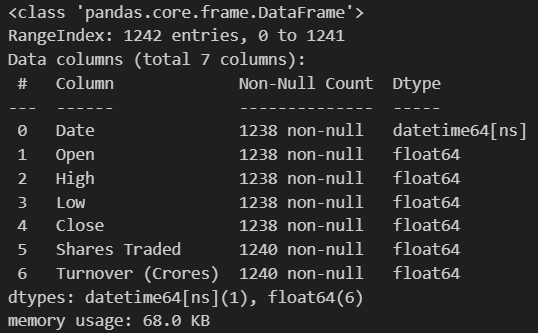 <class 'pandas.core.frame.DataFrame'>
RangeIndex: 1242 entries, 0 to 1241
Data columns (total 7 columns):
 #   Column             Non-Null Count  Dtype
---  ------             --------------  -----
 0   Date               1238 non-null   datetime64[ns]
 1   Open               1238 non-null   float64
 2   High               1238 non-null   float64
 3   Low                1238 non-null   float64
 4   Close              1238 non-null   float64
 5   Shares Traded      1240 non-null   float64
 6   Turnover (Crores)  1240 non-null   float64
dtypes: datetime64[ns](1), float64(6)
memory usage: 68.0 KB